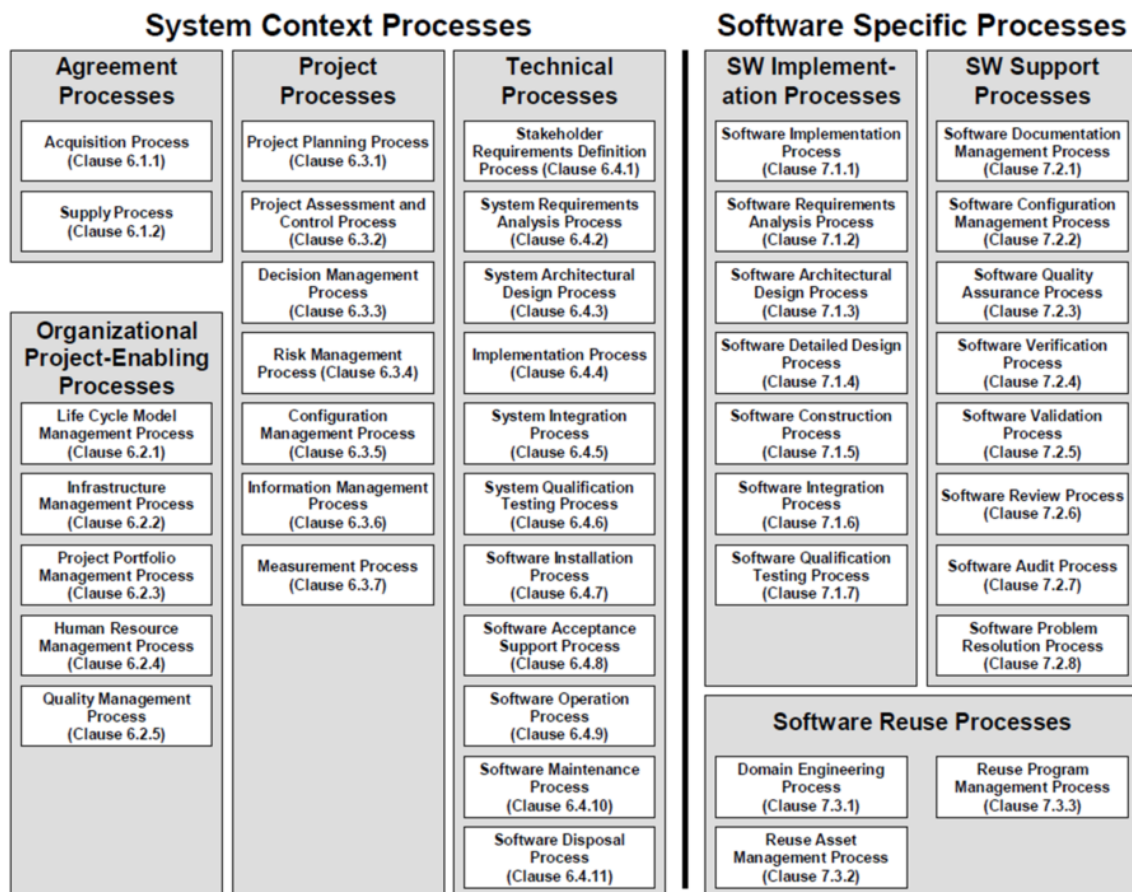 System Context Processes
Software Specific Processes
Agreement
Processes
Acquisition Process
(Clause 6.1.1)
Supply Process
(Clause 6.1.2)
Organizational
Project-Enabling
Processes
Life Cycle Model
Management Process
(Clause 6.2.1)
Infrastructure
Management Process
(Clause 6.2.2)
Project Portfolio
Management Process
(Clause 6.2.3)
Human Resource
Management Process
(Clause 6.2.4)
Quality Management
Process
(Clause 6.2.5)
Project
Processes
Project Planning Process
(Clause 6.3.1)
Project Assessment and
Control Process
(Clause 6.3.2)
Decision Management
Process
(Clause 6.3.3)
Risk Management
Process (Clause 6.3.4)
Configuration
Management Process
(Clause 6.3.5)
Information Management
Process
(Clause 6.3.6)
Measurement Process
(Clause 6.3.7)
Technical
Processes
Stakeholder
Requirements Definition
Process (Clause 6.4.1)
System Requirements
Analysis Process
(Clause 6.4.2)
System Architectural
Design Process
(Clause 6.4.3)
Implementation Process
(Clause 6.4.4)
System Integration
Process
(Clause 6.4.5)
System Qualification
Testing Process
(Clause 6.4.6)
Software Installation
Process
(Clause 6.4.7)
Software Acceptance
Support Process
(Clause 6.4.8)
Software Operation
Process
(Clause 6.4.9)
Software Maintenance
Process
(Clause 6.4.10)
Software Disposal
Process
(Clause 6.4.11)
SW Implement-
ation Processes
Software Implementation
Process
(Clause 7.1.1)
Software Requirements
Analysis Process
(Clause 7.1.2)
Software Architectural
Design Process
(Clause 7.1.3)
Software Detailed Design
Process
(Clause 7.1.4)
Software Construction
Process
(Clause 7.1.5)
Software Integration
Process
(Clause 7.1.6)
Software Qualification
Testing Process
(Clause 7.1.7)
SW Support
Processes
Software Documentation
Management Process
(Clause 7.2.1)
Software Configuration
Management Process
(Clause 7.2.2)
Software Quality
Assurance Process
(Clause 7.2.3)
Software Verification
Process
(Clause 7.2.4)
Software Validation
Process
(Clause 7.2.5)
Software Review Process
(Clause 7.2.6)
Software Audit Process
(Clause 7.2.7)
Software Problem
Resolution Process
(Clause 7.2.8)
Software Reuse Processes
Domain Engineering
Process
(Clause 7.3.1)
Reuse Asset
Management Process
(Clause 7.3.2)
Reuse Program
Management Process
(Clause 7.3.3)